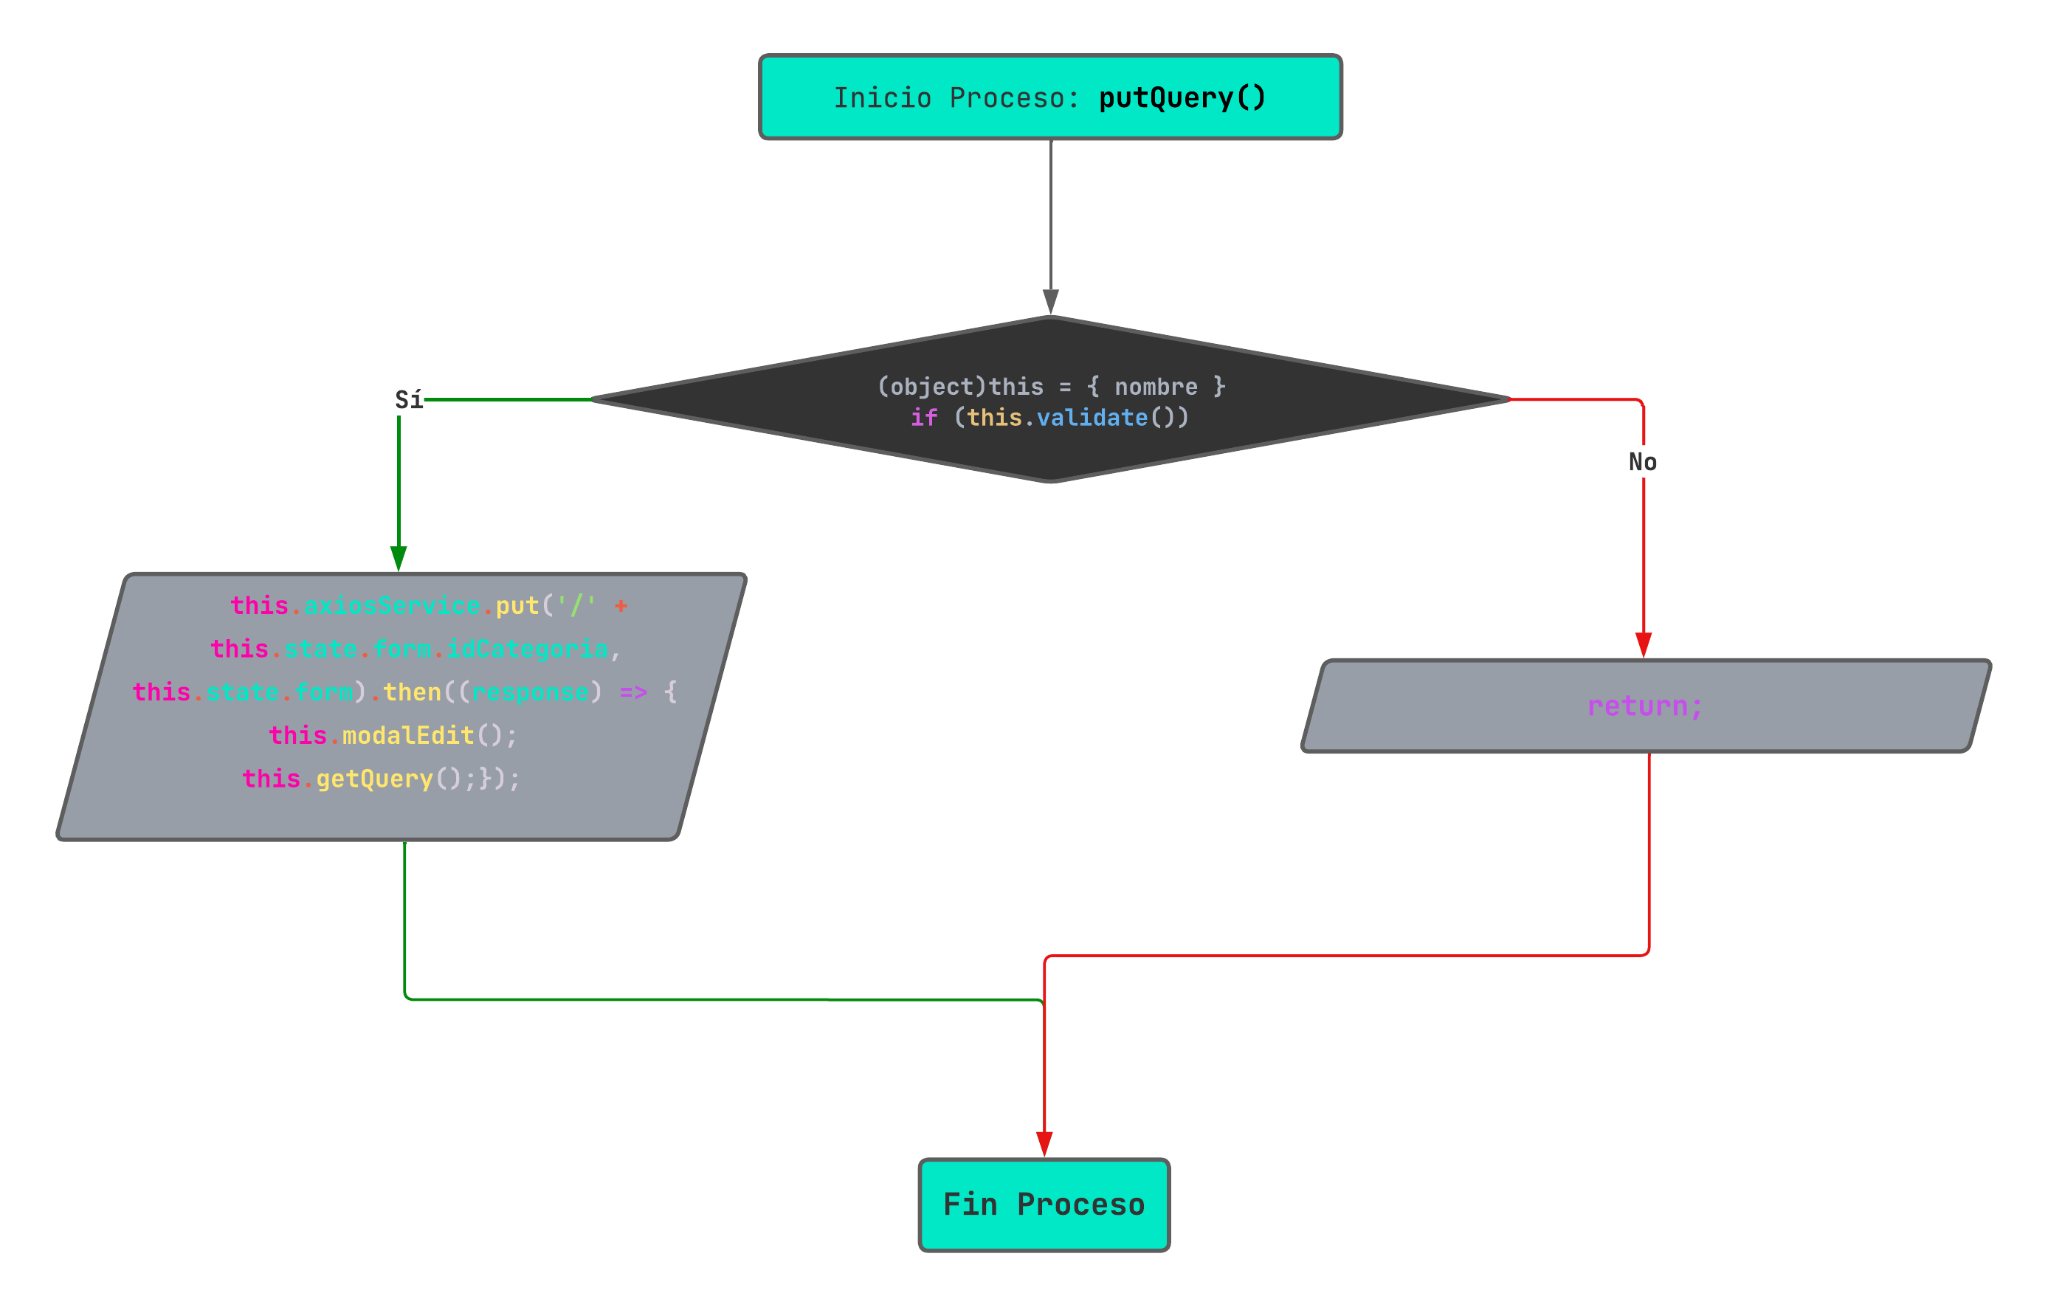 Inicio Proceso: putQuery()
(object)this = { nombre }
if (this.validate())
Sí
No
this.axiosService.put('/' +
this.state.form.idCategoria,
this.state.form).then((response) => {
this.modalEdit();
this.getQuery();});
return;
Fin Proceso